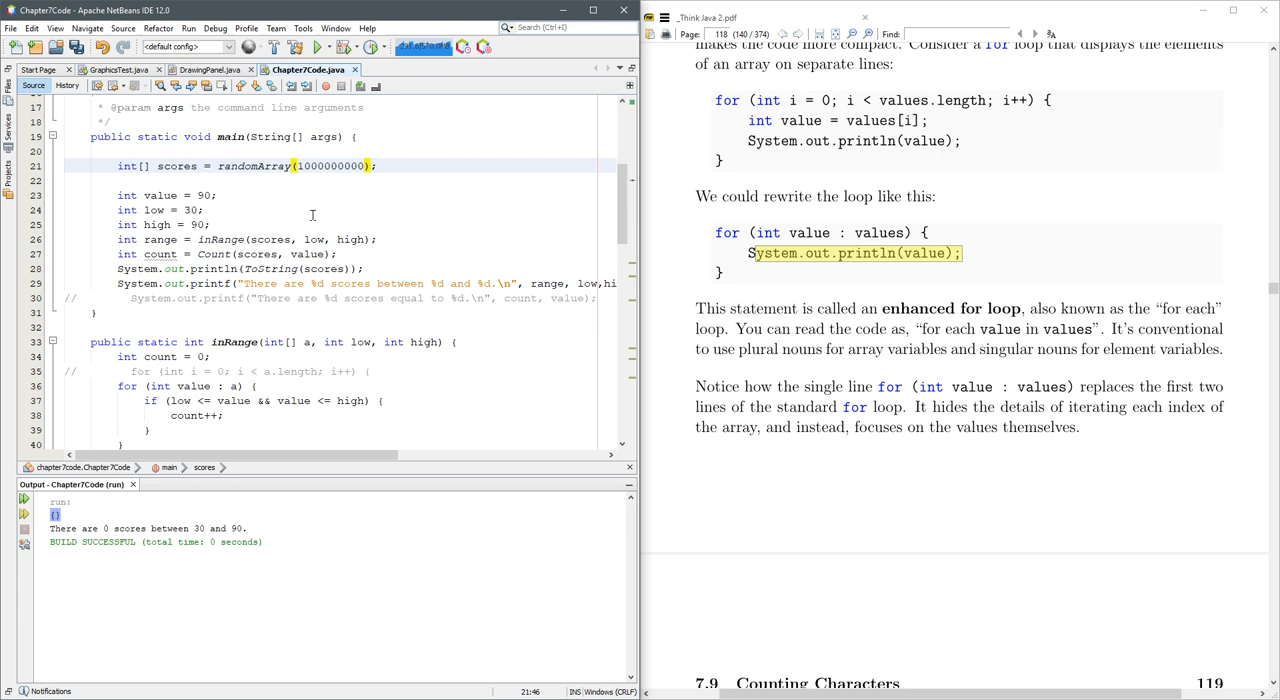 Chapter7Code - Apache NetBeans IDE 12.0
File Edit View Navigate Source Refactor Run Debug Profile Team Tools Window Help
Search (Ctrl+I)
<default config>
Start Page GraphicsTest.java DrawingPanel.java Chapter7Code.java
Source History
Files
Services
Projects
17 * @param args the command line arguments
18 */
19 public static void main(String[] args) {
20
21 int[] scores = randomArray(1000000000);
22
23 int value = 90;
24 int low = 30;
25 int high = 90;
26 int range = inRange(scores, low, high);
27 int count = Count(scores, value);
28 System.out.println(ToString(scores));
29 System.out.printf("There are %d scores between %d and %d.\n", range, low,hi
30 // System.out.printf("There are %d scores equal to %d.\n", count, value);
31 }
32
33 public static int inRange(int[] a, int low, int high) {
34 int count = 0;
35 // for (int i = 0; i < a.length; i++) {
36 for (int value : a) {
37 if (low <= value && value <= high) {
38 count++;
39 }
40 }
chapter7code.Chapter7Code main scores
Output - Chapter7Code (run)
run:
{}
There are 0 scores between 30 and 90.
BUILD SUCCESSFUL (total time: 0 seconds)
Notifications
21:46 INS Windows (CRLF)
_Think Java 2.pdf
Page: 118 (140 / 374) Find:
makes the code more compact. Consider a for loop that displays the elements
of an array on separate lines:
for (int i = 0; i < values.length; i++) {
int value = values[i];
System.out.println(value);
}
We could rewrite the loop like this:
for (int value : values) {
System.out.println(value);
}
This statement is called an enhanced for loop, also known as the “for each”
loop. You can read the code as, “for each value in values”. It’s conventional
to use plural nouns for array variables and singular nouns for element variables.
Notice how the single line for (int value : values) replaces the first two
lines of the standard for loop. It hides the details of iterating each index of
the array, and instead, focuses on the values themselves.
7.9 Counting Characters 119